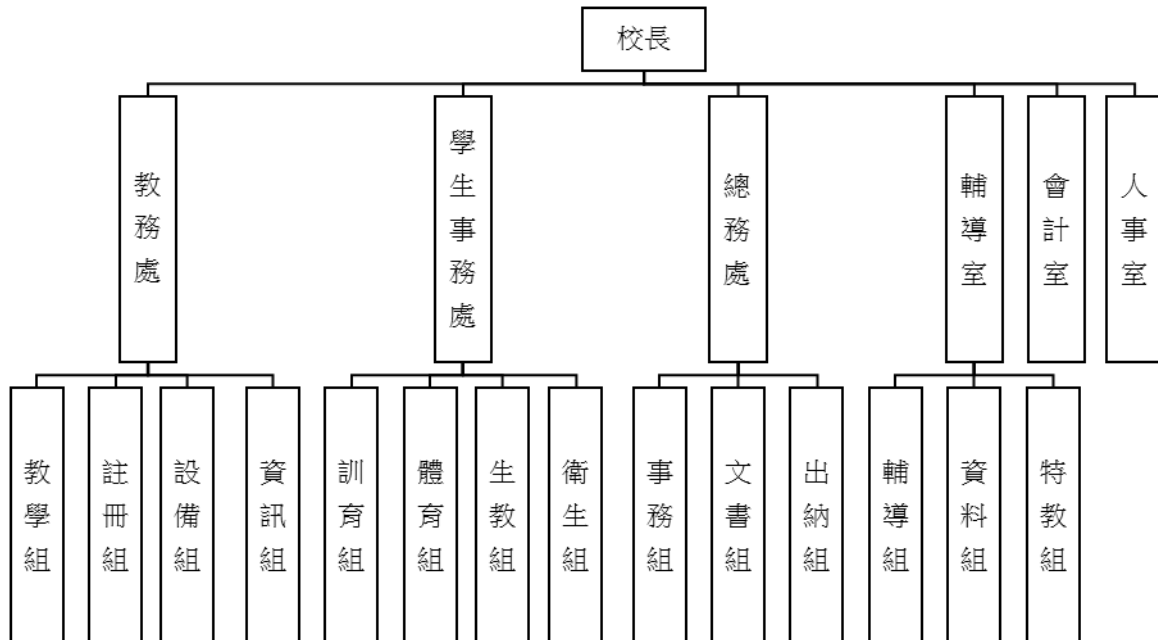 校長
教務處
學生事務處
總務處
輔導室
會計室
人事室
教學組
註冊組
設備組
資訊組
訓育組
體育組
生教組
衛生組
事務組
文書組
出納組
輔導組
資料組
特教組